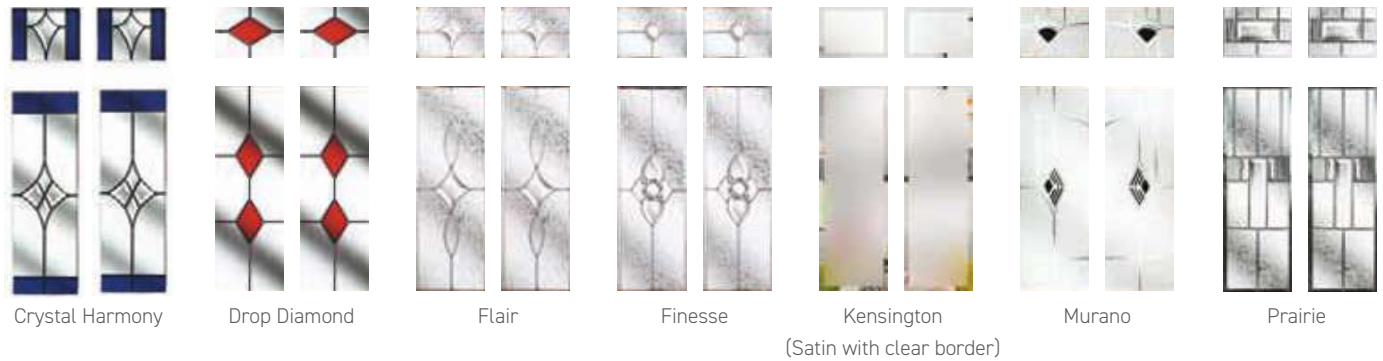 Crystal Harmony
Drop Diamond
Flair
Finesse
Kensington
(Satin with clear border)
Murano
Prairie